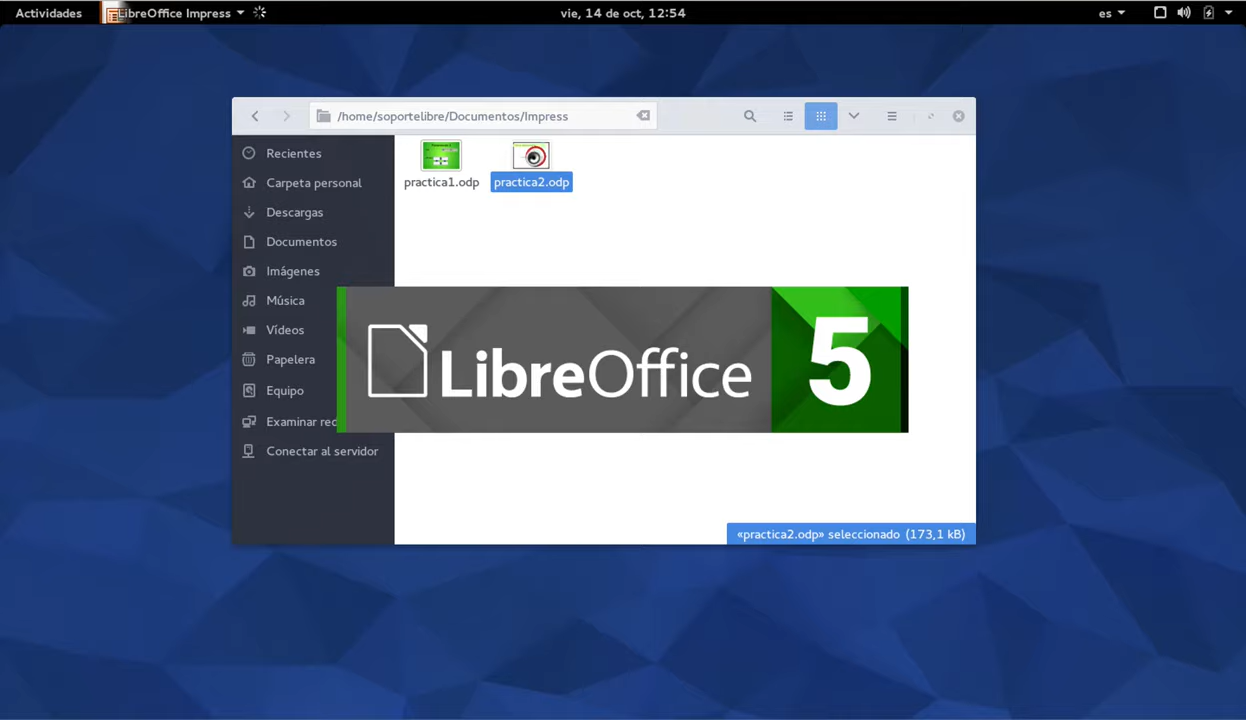 Actividades LibreOffice Impress vie, 14 de oct, 12:54 es
/home/soportelibre/Documentos/Impress
Recientes
Carpeta personal
Descargas
Documentos
Imágenes
Música
Vídeos
Papelera
Equipo
Examinar red
Conectar al servidor
practica1.odp practica2.odp
LibreOffice 5
«practica2.odp» seleccionado (173,1 kB)